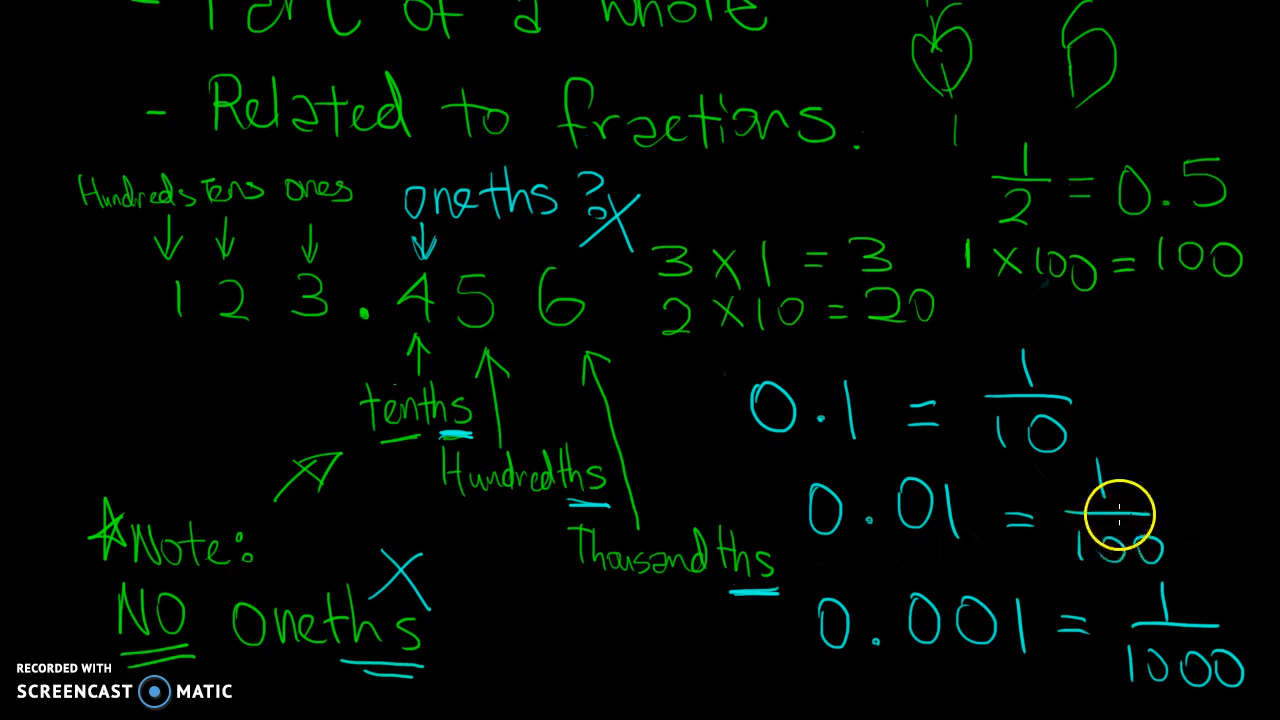 - Part of a whole
- Related to fractions.
1
1/2 = 0.5
Hundreds Tens ones oneths ? X
1 2 3 . 4 5 6
3 x 1 = 3
1 x 100 = 100
2 x 10 = 20
tenths
Hundredths
Thousandths
0.1 = 1/10
0.01 = 1/100
0.001 = 1/1000
Note:
NO oneths X
RECORDED WITH
SCREENCAST MATIC